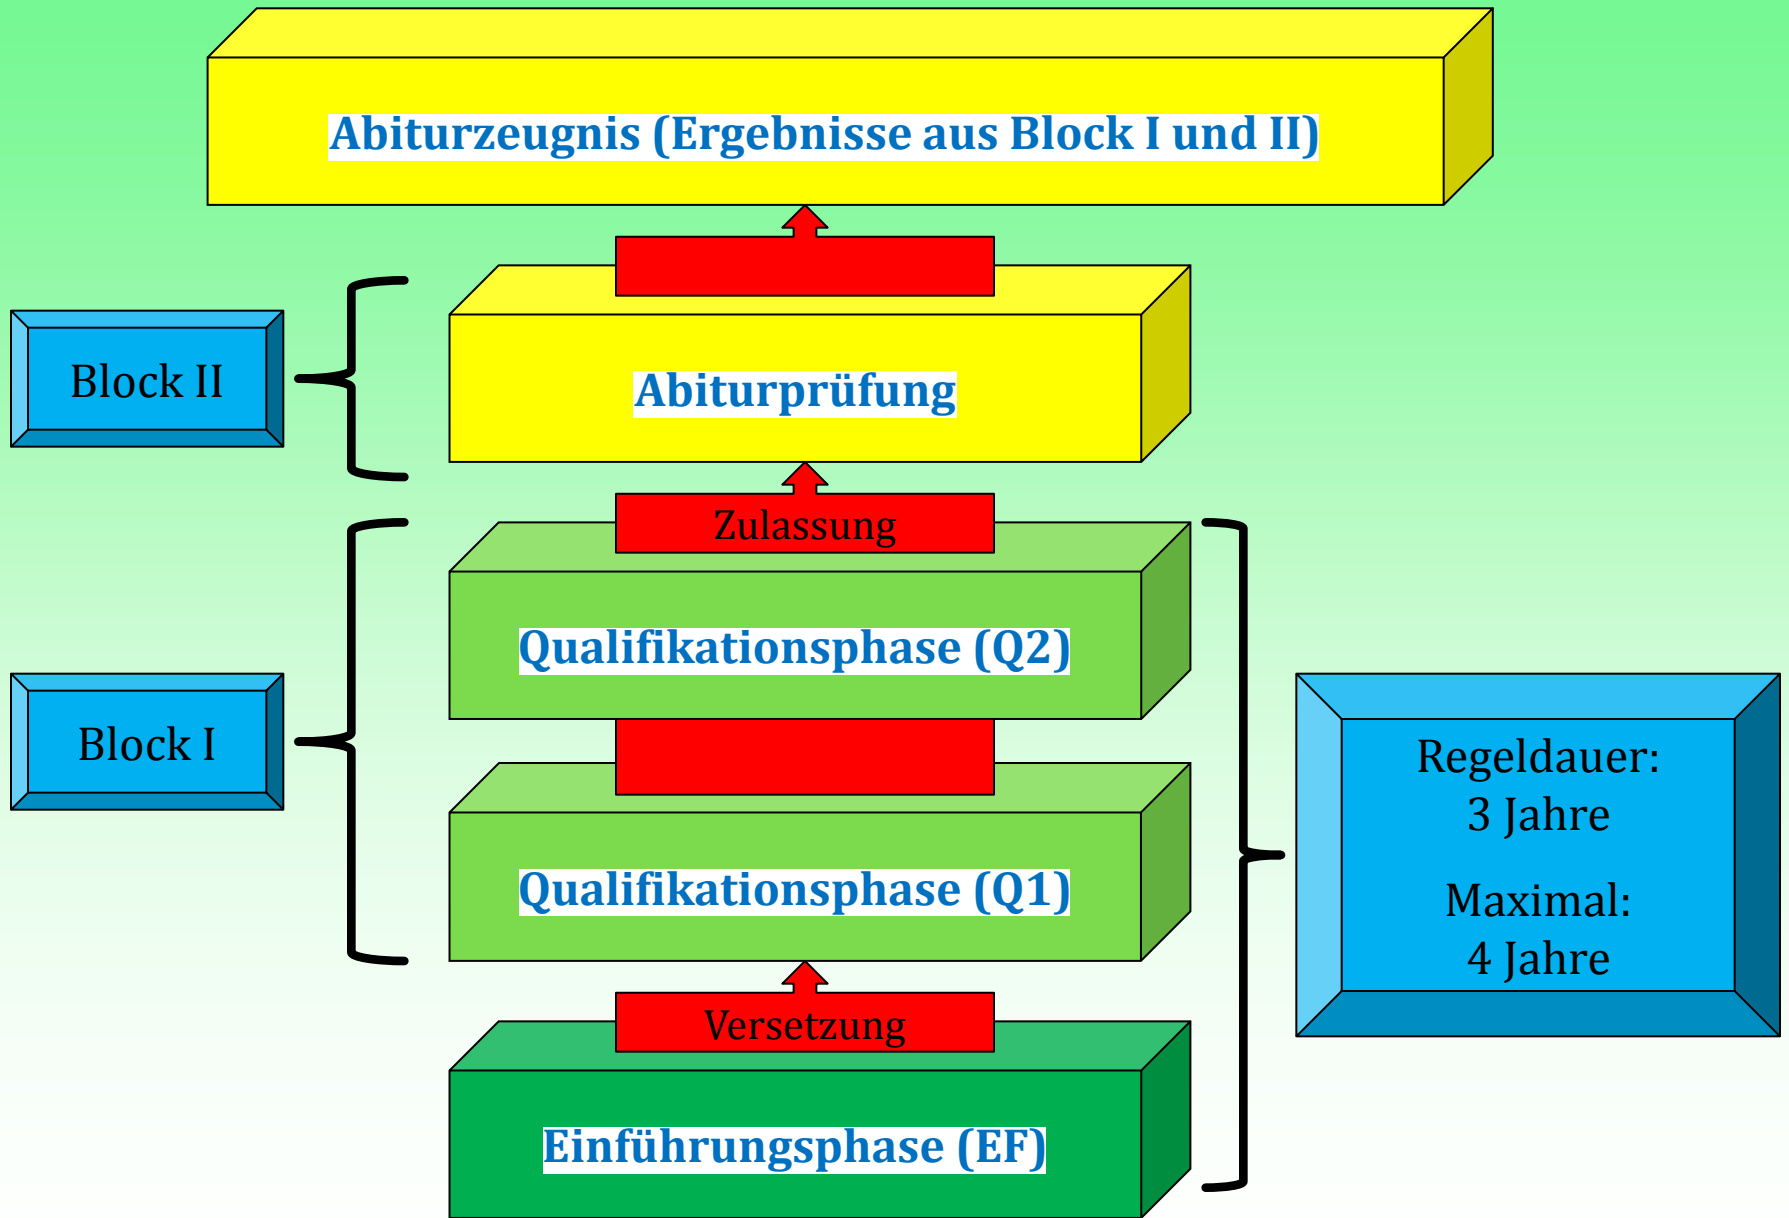 Abiturzeugnis (Ergebnisse aus Block I und II)
Block II
Abiturprüfung
Zulassung
Qualifikationsphase (Q2)
Block I
Qualifikationsphase (Q1)
Regeldauer:
3 Jahre
Maximal:
4 Jahre
Versetzung
Einführungsphase (EF)